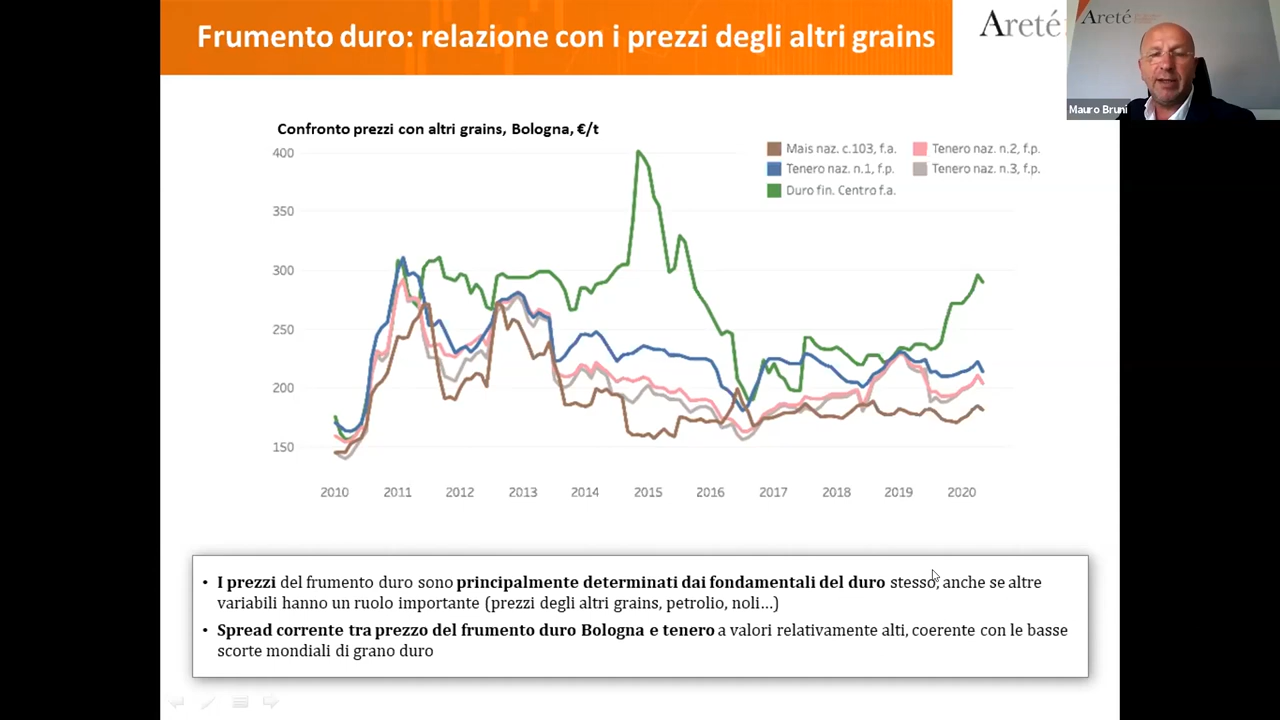 Frumento duro: relazione con i prezzi degli altri grains
Areté
Areté
Mauro Bruni
Confronto prezzi con altri grains, Bologna, €/t
Mais naz. c.103, f.a.
Tenero naz. n.2, f.p.
Tenero naz. n.1, f.p.
Tenero naz. n.3, f.p.
Duro fin. Centro f.a.
400
350
300
250
200
150
2010 2011 2012 2013 2014 2015 2016 2017 2018 2019 2020
• I prezzi del frumento duro sono principalmente determinati dai fondamentali del duro stesso, anche se altre
variabili hanno un ruolo importante (prezzi degli altri grains, petrolio, noli...)
• Spread corrente tra prezzo del frumento duro Bologna e tenero a valori relativamente alti, coerente con le basse
scorte mondiali di grano duro